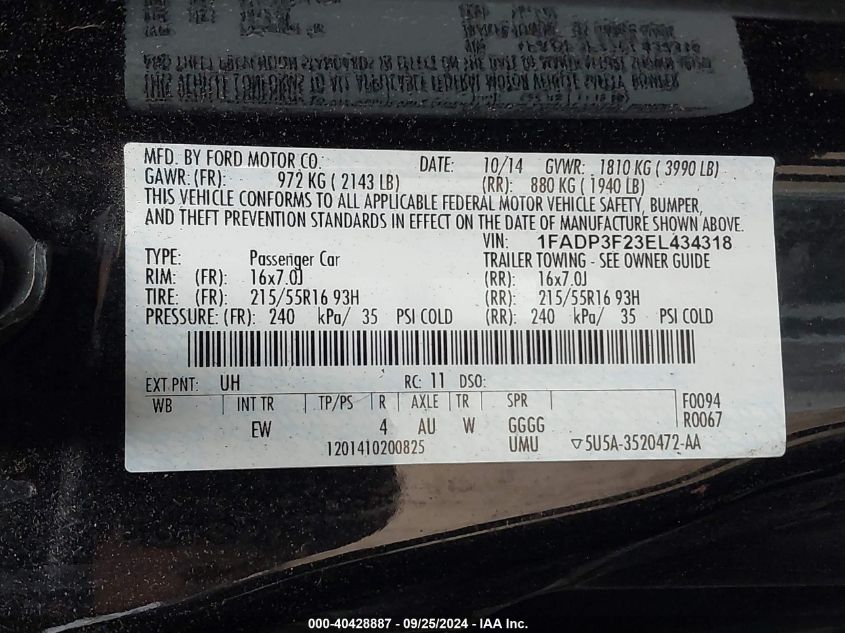 MFD. BY FORD MOTOR CO. DATE: 10/14 GVWR: 1810 KG ( 3990 LB)
GAWR: (FR): 972 KG ( 2143 LB) (RR): 880 KG ( 1940 LB)
THIS VEHICLE CONFORMS TO ALL APPLICABLE FEDERAL MOTOR VEHICLE SAFETY, BUMPER,
AND THEFT PREVENTION STANDARDS IN EFFECT ON THE DATE OF MANUFACTURE SHOWN ABOVE.
VIN: 1FADP3F23EL434318
TYPE: Passenger Car TRAILER TOWING - SEE OWNER GUIDE
RIM: (FR): 16x7.0J (RR): 16x7.0J
TIRE: (FR): 215/55R16 93H (RR): 215/55R16 93H
PRESSURE: (FR): 240 kPa/ 35 PSI COLD (RR): 240 kPa/ 35 PSI COLD
EXT PNT: UH RC: 11 DSO:
WB INT TR TP/PS R AXLE TR SPR F0094
EW 4 AU W GGGG R0067
1201410200825 UMU ▽5U5A-3520472-AA
000-40428887 - 09/25/2024 - IAA Inc.